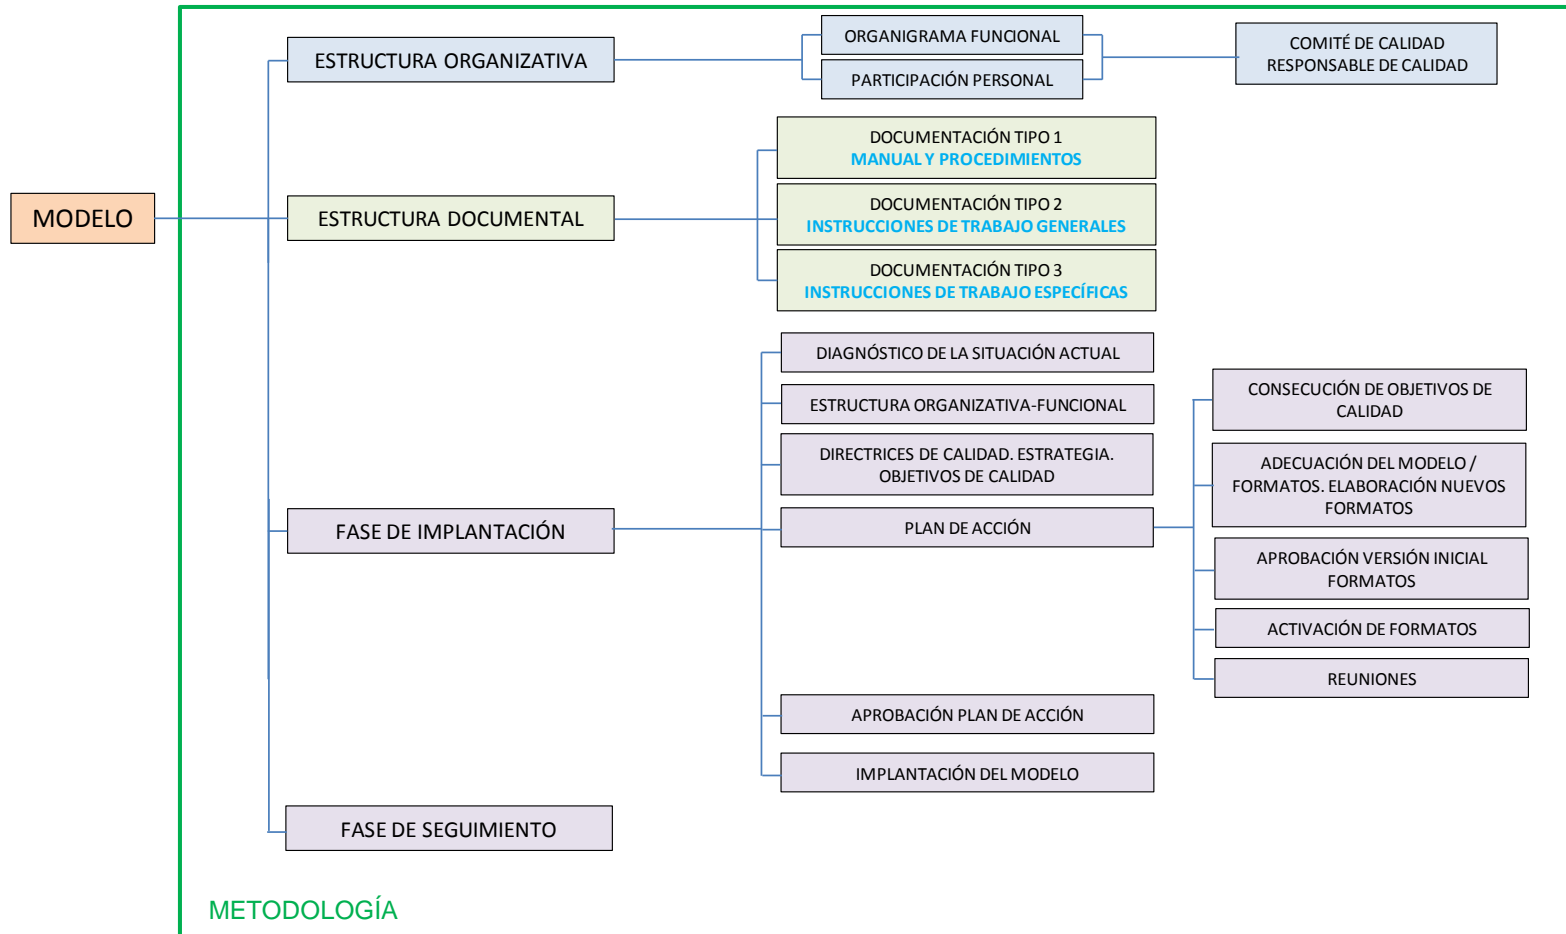 MODELO
ESTRUCTURA ORGANIZATIVA
ORGANIGRAMA FUNCIONAL
PARTICIPACIÓN PERSONAL
COMITÉ DE CALIDAD
RESPONSABLE DE CALIDAD
ESTRUCTURA DOCUMENTAL
DOCUMENTACIÓN TIPO 1
MANUAL Y PROCEDIMIENTOS
DOCUMENTACIÓN TIPO 2
INSTRUCCIONES DE TRABAJO GENERALES
DOCUMENTACIÓN TIPO 3
INSTRUCCIONES DE TRABAJO ESPECÍFICAS
FASE DE IMPLANTACIÓN
DIAGNÓSTICO DE LA SITUACIÓN ACTUAL
ESTRUCTURA ORGANIZATIVA-FUNCIONAL
DIRECTRICES DE CALIDAD. ESTRATEGIA.
OBJETIVOS DE CALIDAD
PLAN DE ACCIÓN
CONSECUCIÓN DE OBJETIVOS DE
CALIDAD
ADECUACIÓN DEL MODELO /
FORMATOS. ELABORACIÓN NUEVOS
FORMATOS
APROBACIÓN VERSIÓN INICIAL
FORMATOS
ACTIVACIÓN DE FORMATOS
REUNIONES
APROBACIÓN PLAN DE ACCIÓN
IMPLANTACIÓN DEL MODELO
FASE DE SEGUIMIENTO
METODOLOGÍA